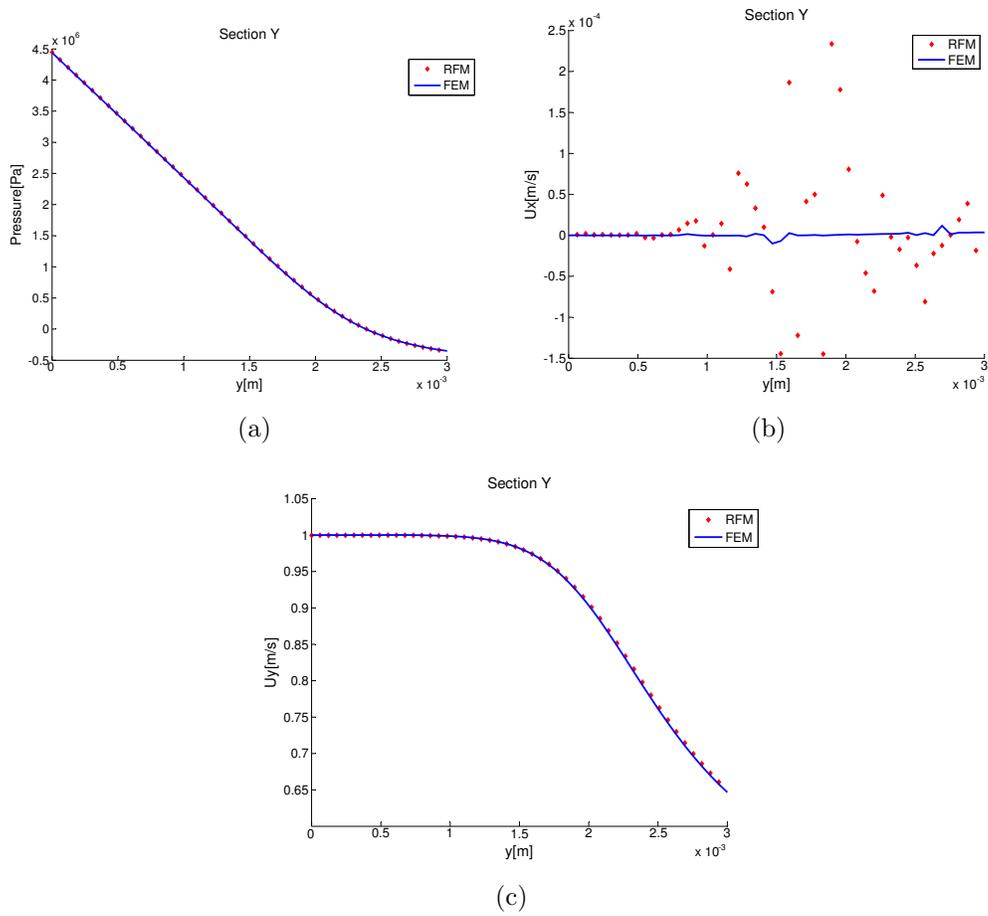 Section Y
x 10^6
4.5
4
3.5
3
2.5
2
1.5
1
0.5
0
-0.5
Pressure[Pa]
0 0.5 1 1.5 2 2.5 3
y[m]
x 10^-3
RFM
FEM
(a)
Section Y
x 10^-4
2.5
2
1.5
1
0.5
0
-0.5
-1
-1.5
Ux[m/s]
0 0.5 1 1.5 2 2.5 3
y[m]
x 10^-3
RFM
FEM
(b)
Section Y
1.05
1
0.95
0.9
0.85
0.8
0.75
0.7
0.65
Uy[m/s]
0 0.5 1 1.5 2 2.5 3
y[m]
x 10^-3
RFM
FEM
(c)